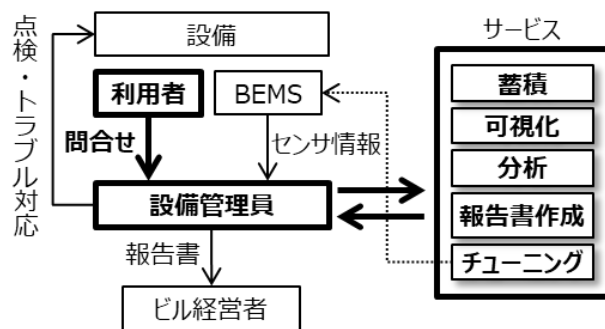 点検・トラブル対応
設備
サービス
利用者
BEMS
蓄積
可視化
問合せ
センサ情報
分析
設備管理員
報告書作成
報告書
チューニング
ビル経営者